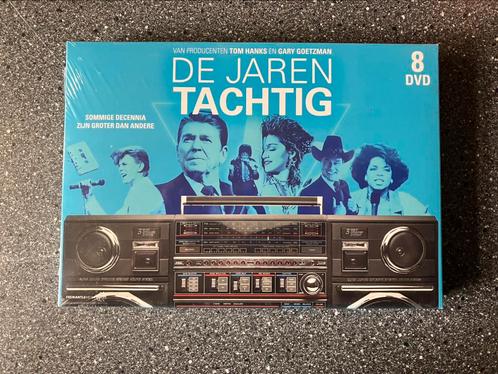 VAN PRODUCENTEN TOM HANKS EN GARY GOETZMAN
DE JAREN
TACHTIG
8
DVD
SOMMIGE DECENNIA
ZIJN GROTER DAN ANDERE